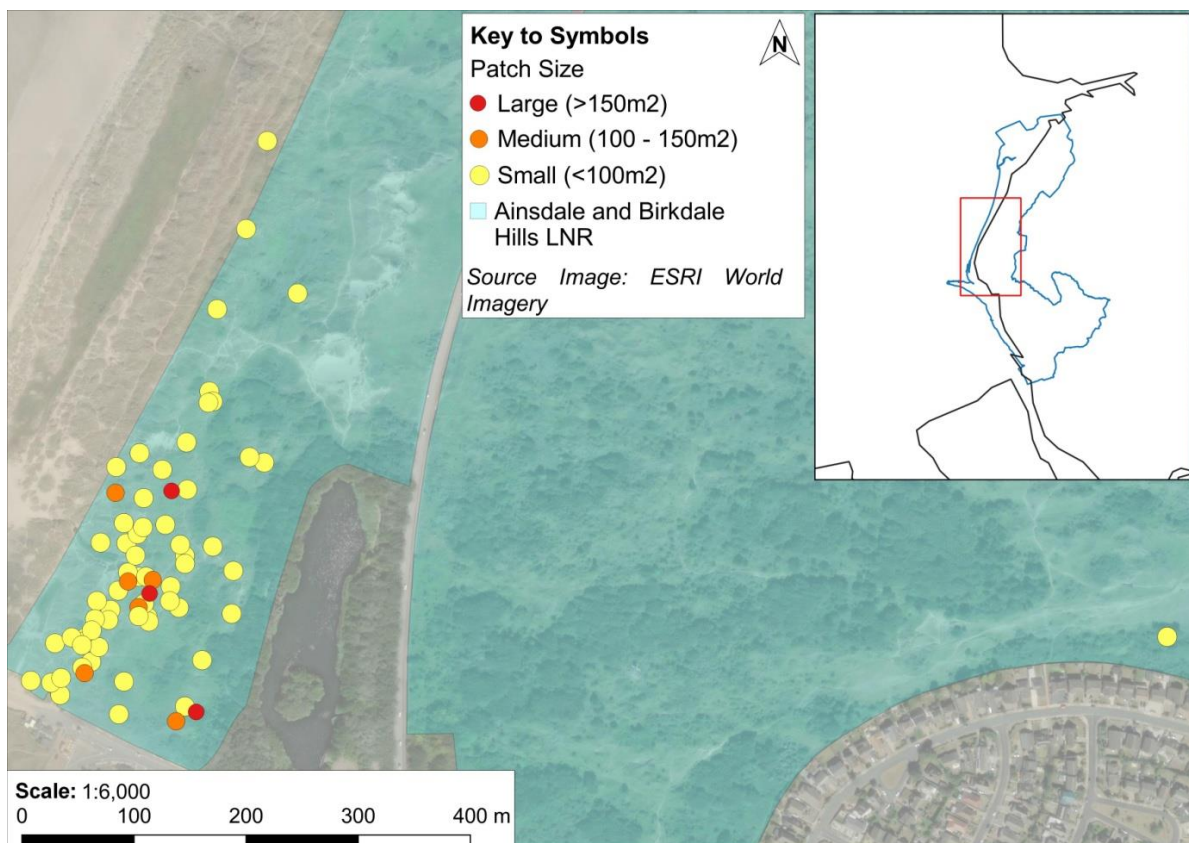 Key to Symbols
N
Patch Size
Large (>150m2)
Medium (100 - 150m2)
Small (<100m2)
Ainsdale and Birkdale
Hills LNR
Source Image: ESRI World
Imagery
Scale: 1:6,000
0 100 200 300 400 m